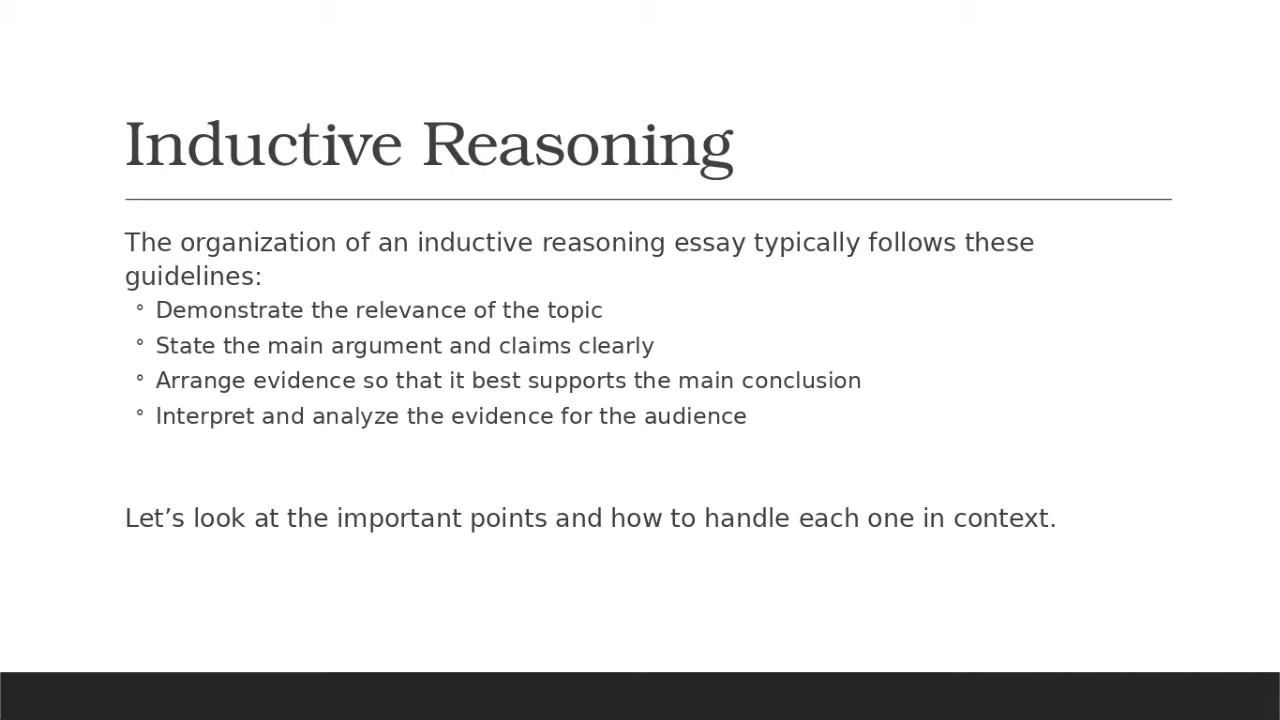 Inductive Reasoning
The organization of an inductive reasoning essay typically follows these
guidelines:
° Demonstrate the relevance of the topic
° State the main argument and claims clearly
° Arrange evidence so that it best supports the main conclusion
° Interpret and analyze the evidence for the audience
Let’s look at the important points and how to handle each one in context.